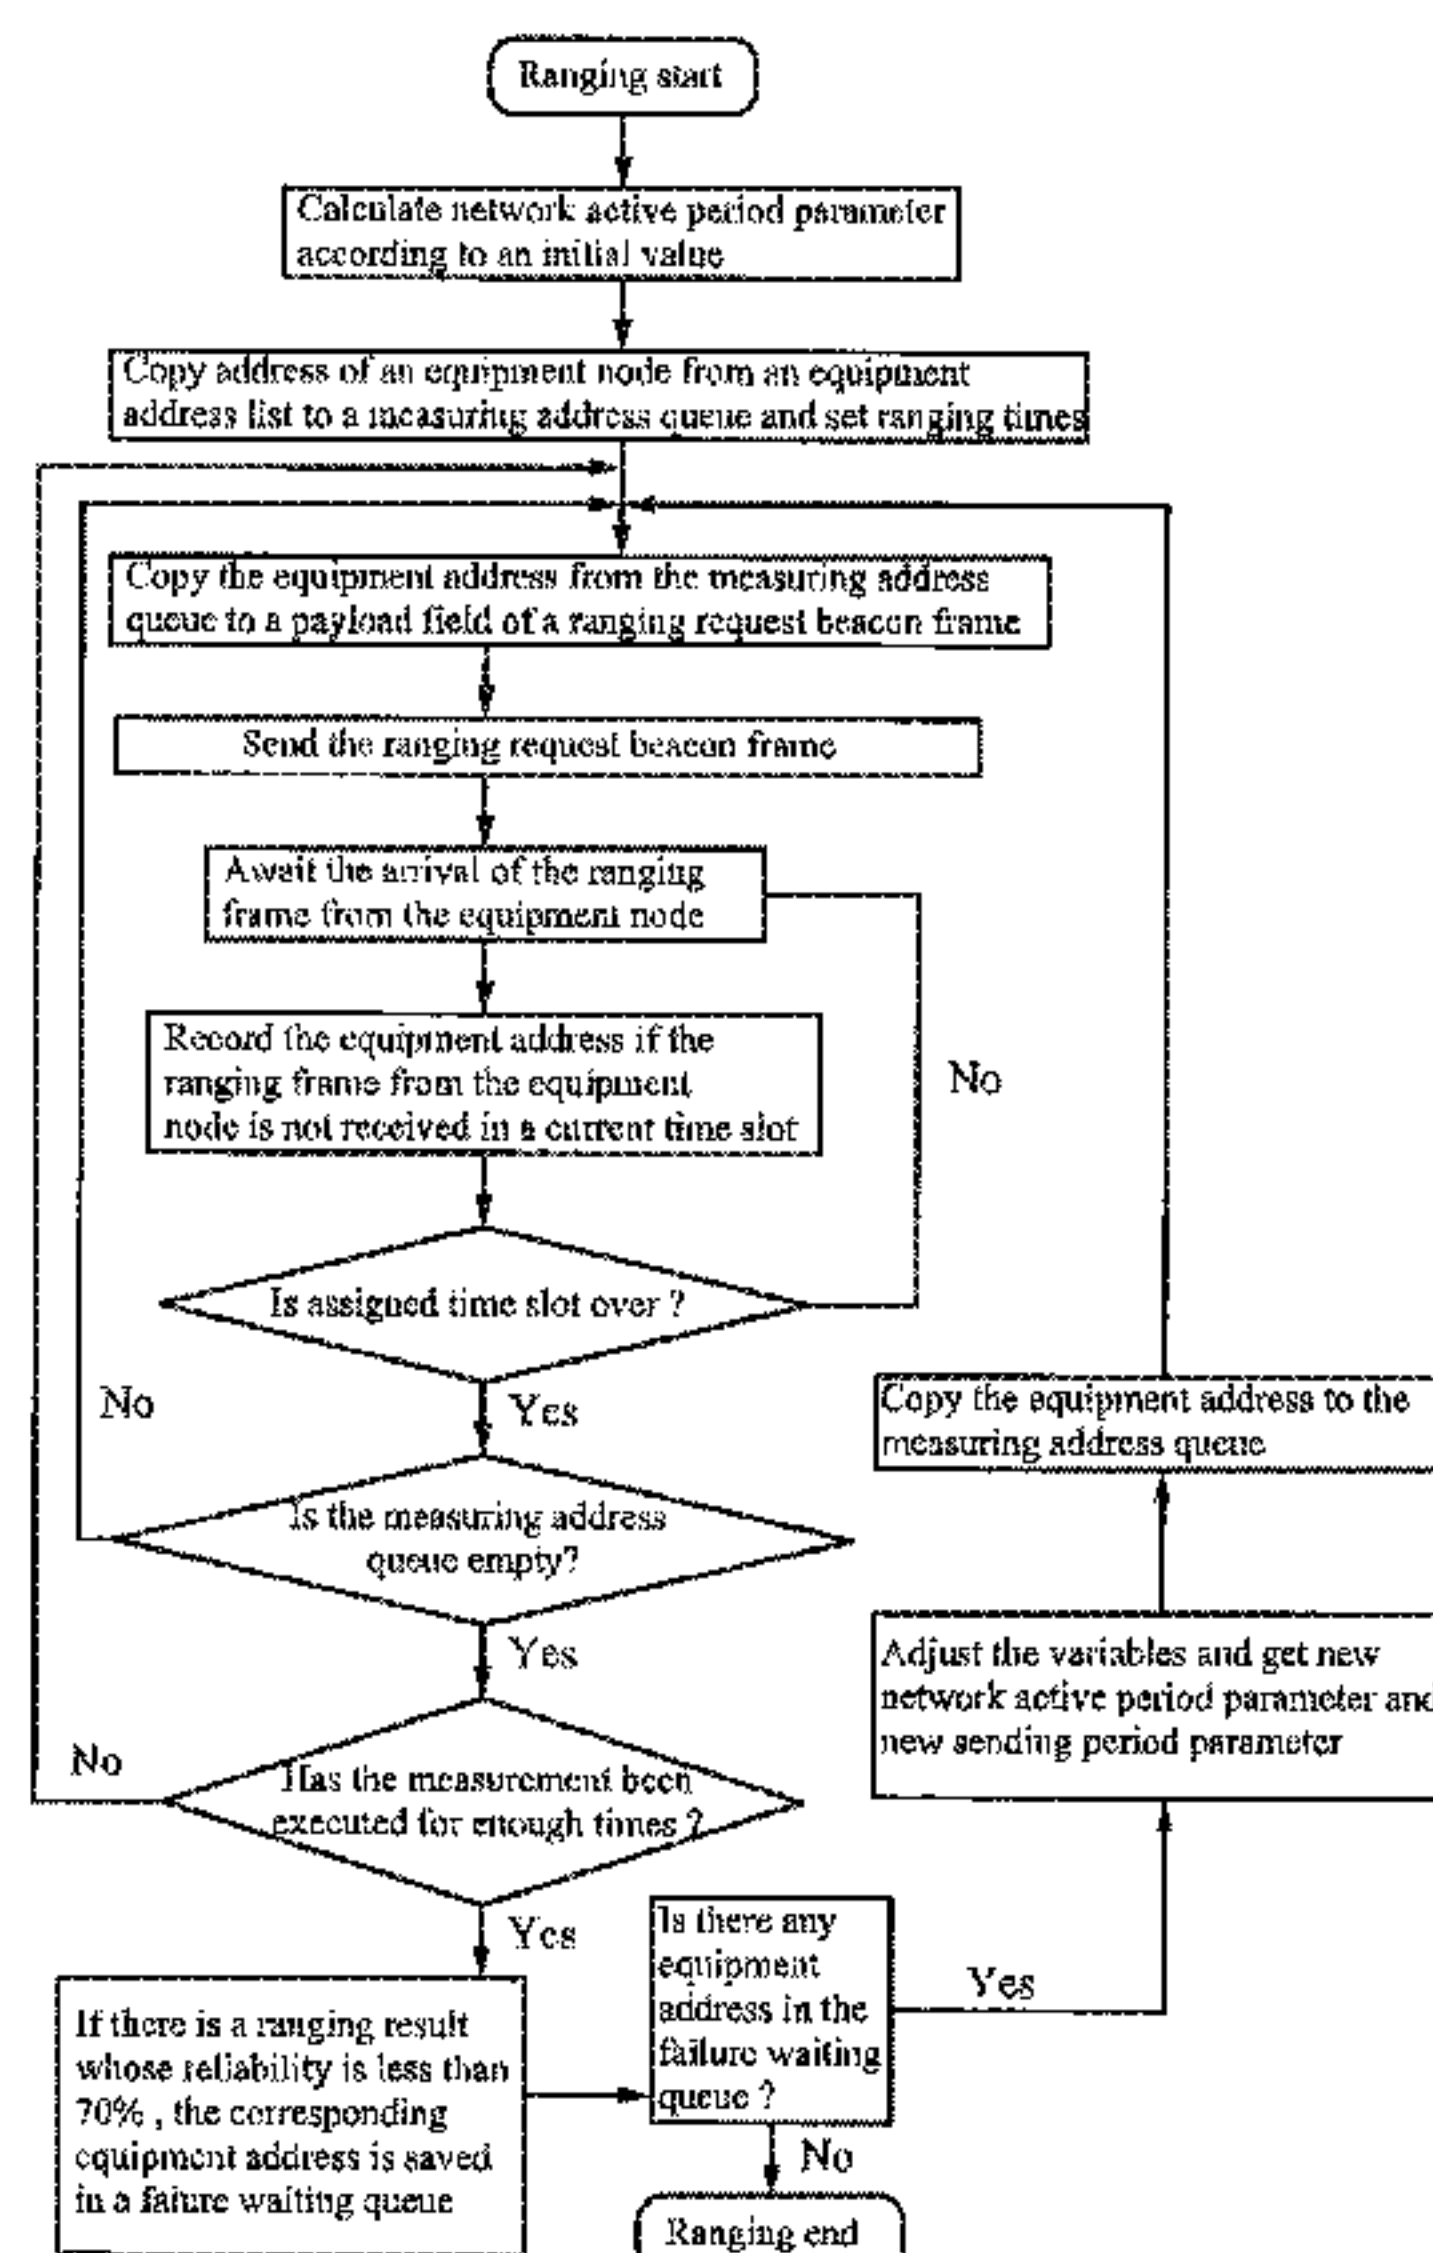 Ranging start
Calculate network active period parameter
according to an initial value
Copy address of an equipment node from an equipment
address list to a measuring address queue and set ranging times
Copy the equipment address from the measuring address
queue to a payload field of a ranging request beacon frame
Send the ranging request beacon frame
Await the arrival of the ranging
frame from the equipment node
Record the equipment address if the
ranging frame from the equipment
node is not received in a current time slot
No
Is assigned time slot over ?
Yes
No
Copy the equipment address to the
measuring address queue
Is the measuring address
queue empty?
Yes
Adjust the variables and get new
network active period parameter and
new sending period parameter
No
Has the measurement been
executed for enough times ?
Yes
If there is a ranging result
whose reliability is less than
70% , the corresponding
equipment address is saved
in a faiure waiting queue
Is there any
equipment
address in the
failure waiting
queue ?
Yes
No
Ranging end